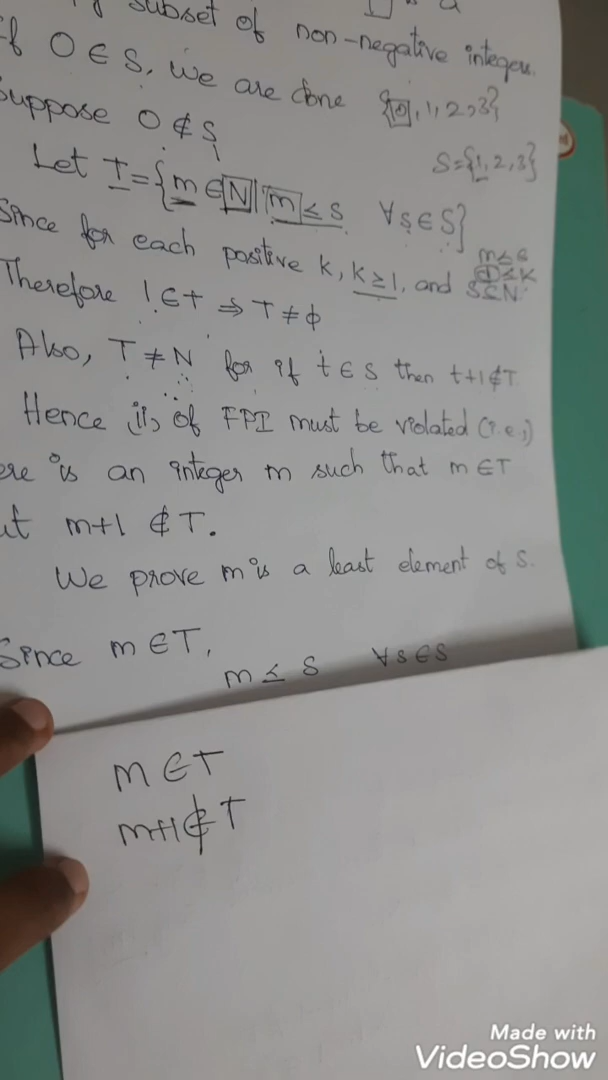 subset of non-negative integers.
if 0 ∈ S, we are done {0, 1, 2, 3}
Suppose 0 ∉ S
S={1, 2, 3}
Let T = {m ∈ N | m ≤ s ∀ s ∈ S}
Since for each positive k, k ≥ 1, and S ⊆ N
m ≤ s
① ≤ k
Therefore 1 ∈ T ⇒ T ≠ φ
Also, T ≠ N for if t ∈ S then t+1 ∉ T
Hence (ii) of FPI must be violated (i.e.,)
ere is an integer m such that m ∈ T
ut m+1 ∉ T.
We prove m is a least element of S.
Since m ∈ T,
m ≤ s ∀ s ∈ S
m ∈ T
m+1 ∉ T
Made with
VideoShow